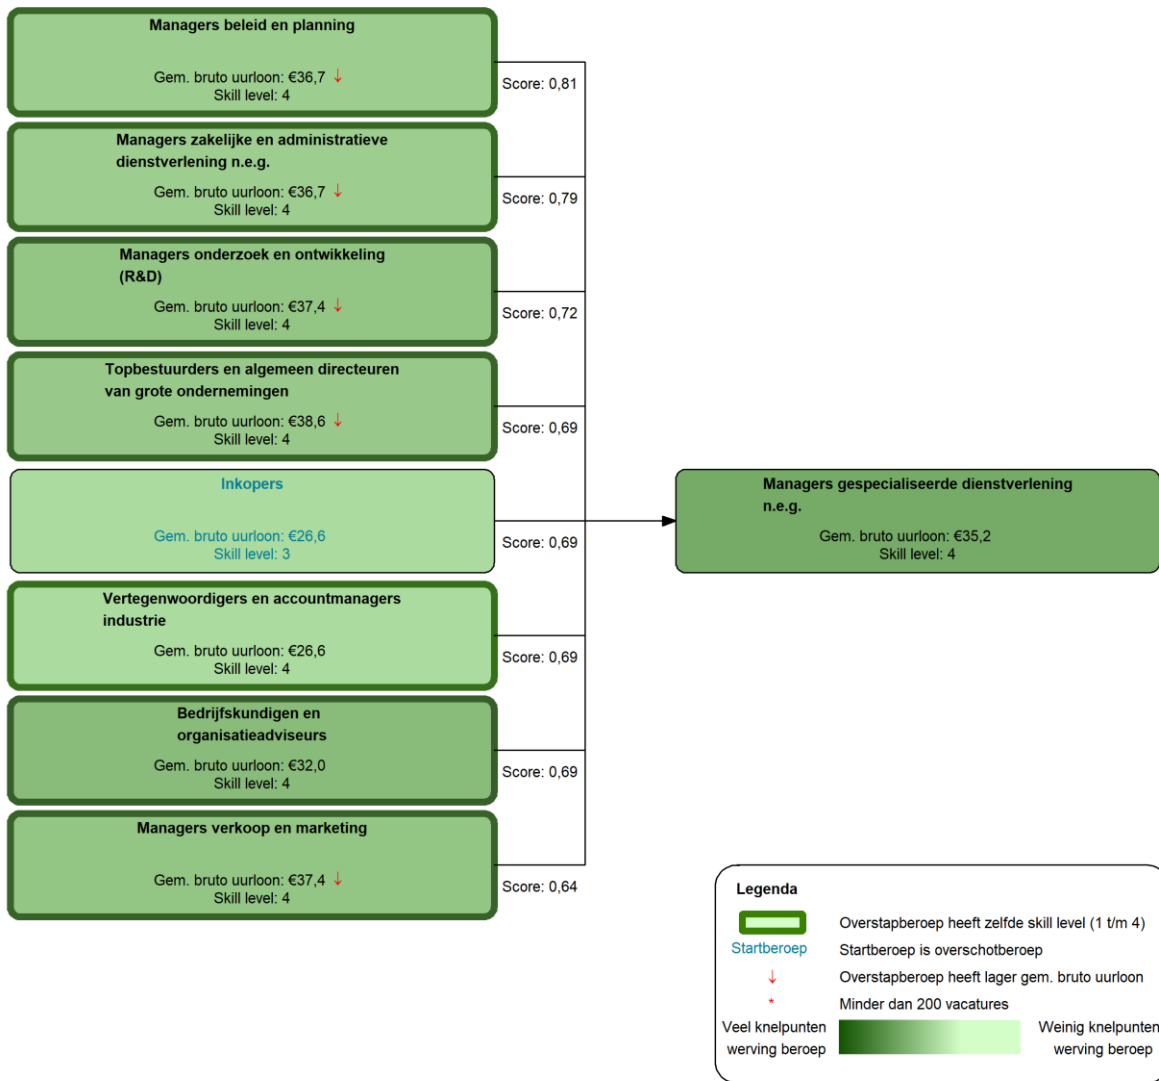 Managers beleid en planning
Gem. bruto uurloon: €36,7 ↓
Skill level: 4
Score: 0,81
Managers zakelijke en administratieve
dienstverlening n.e.g.
Gem. bruto uurloon: €36,7 ↓
Skill level: 4
Score: 0,79
Managers onderzoek en ontwikkeling
(R&D)
Gem. bruto uurloon: €37,4 ↓
Skill level: 4
Score: 0,72
Topbestuurders en algemeen directeuren
van grote ondernemingen
Gem. bruto uurloon: €38,6 ↓
Skill level: 4
Score: 0,69
Inkopers
Gem. bruto uurloon: €26,6
Skill level: 3
Score: 0,69
Managers gespecialiseerde dienstverlening
n.e.g.
Gem. bruto uurloon: €35,2
Skill level: 4
Vertegenwoordigers en accountmanagers
industrie
Gem. bruto uurloon: €26,6
Skill level: 4
Score: 0,69
Bedrijfskundigen en
organisatieadviseurs
Gem. bruto uurloon: €32,0
Skill level: 4
Score: 0,69
Managers verkoop en marketing
Gem. bruto uurloon: €37,4 ↓
Skill level: 4
Score: 0,64
Legenda
Overstapberoep heeft zelfde skill level (1 t/m 4)
Startberoep Startberoep is overschotberoep
↓ Overstapberoep heeft lager gem. bruto uurloon
* Minder dan 200 vacatures
Veel knelpunten
werving beroep
Weinig knelpunten
werving beroep